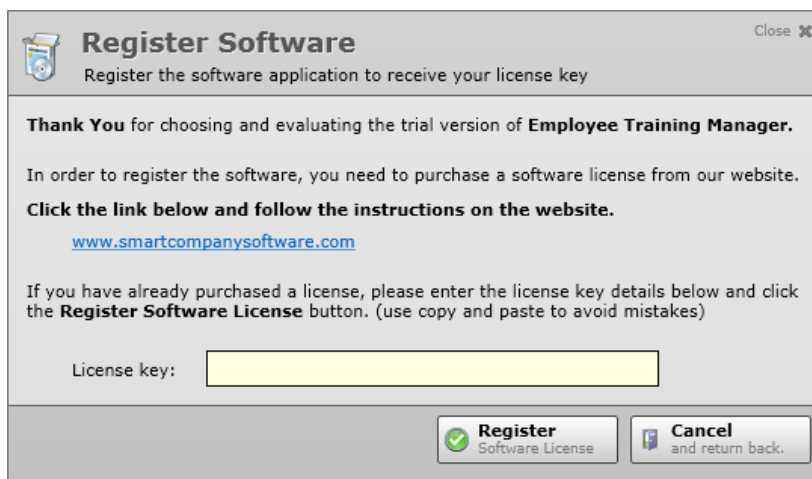 Close
Register Software
Register the software application to receive your license key
Thank You for choosing and evaluating the trial version of Employee Training Manager.
In order to register the software, you need to purchase a software license from our website.
Click the link below and follow the instructions on the website.
www.smartcompanysoftware.com
If you have already purchased a license, please enter the license key details below and click
the Register Software License button. (use copy and paste to avoid mistakes)
License key:
Register
Software License
Cancel
and return back.